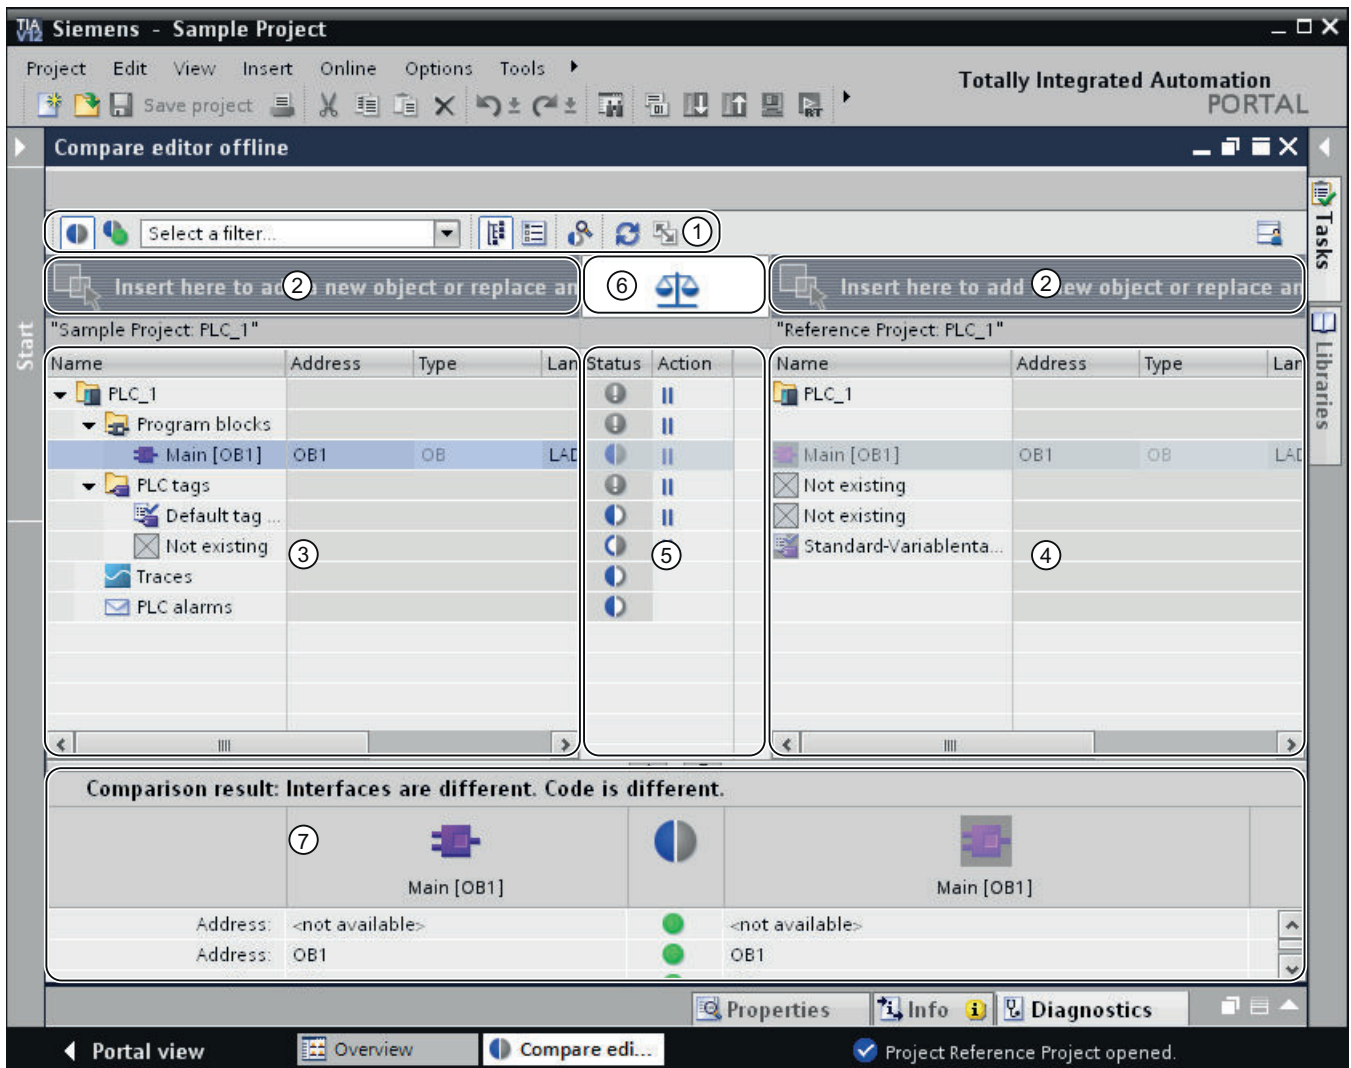 TIA V12 Siemens - Sample Project
Project Edit View Insert Online Options Tools
Totally Integrated Automation
PORTAL
Save project
Compare editor offline
Select a filter...
1
Insert here to add a new object or replace an
2
6
Insert here to add a new object or replace an
2
"Sample Project: PLC_1"
"Reference Project: PLC_1"
Name Address Type Lan Status Action Name Address Type Lan
PLC_1 PLC_1
Program blocks
Main [OB1] OB1 OB LAD Main [OB1] OB1 OB LAD
PLC tags Not existing
Default tag ... Not existing
Not existing 3 5 Standard-Variablenta... 4
Traces
PLC alarms
Comparison result: Interfaces are different. Code is different.
7
Main [OB1] Main [OB1]
Address: <not available> <not available>
Address: OB1 OB1
Start
Tasks
Libraries
Properties Info Diagnostics
Portal view Overview Compare edi... Project Reference Project opened.